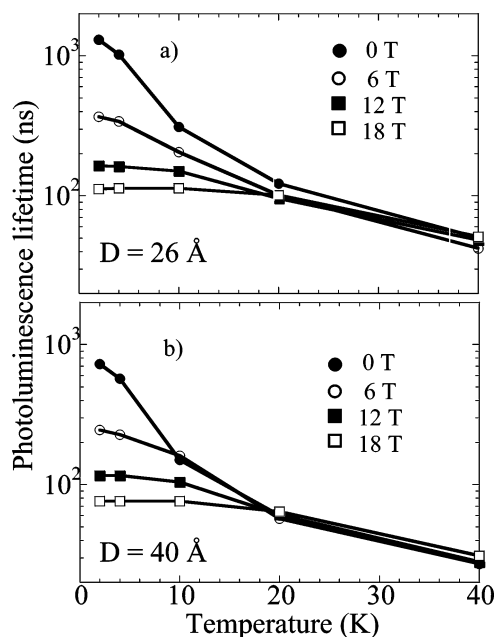 10³
10²
Photoluminescence lifetime (ns)
a)
0 T
6 T
12 T
18 T
D = 26 Å
10³
10²
b)
0 T
6 T
12 T
18 T
D = 40 Å
0 10 20 30 40
Temperature (K)